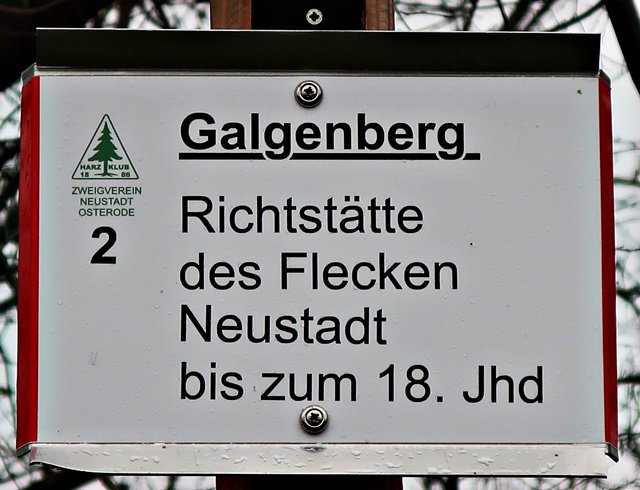 Galgenberg
HARZ KLUB
18 86
ZWEIGVEREIN
NEUSTADT
OSTERODE
2
Richtstätte
des Flecken
Neustadt
bis zum 18. Jhd